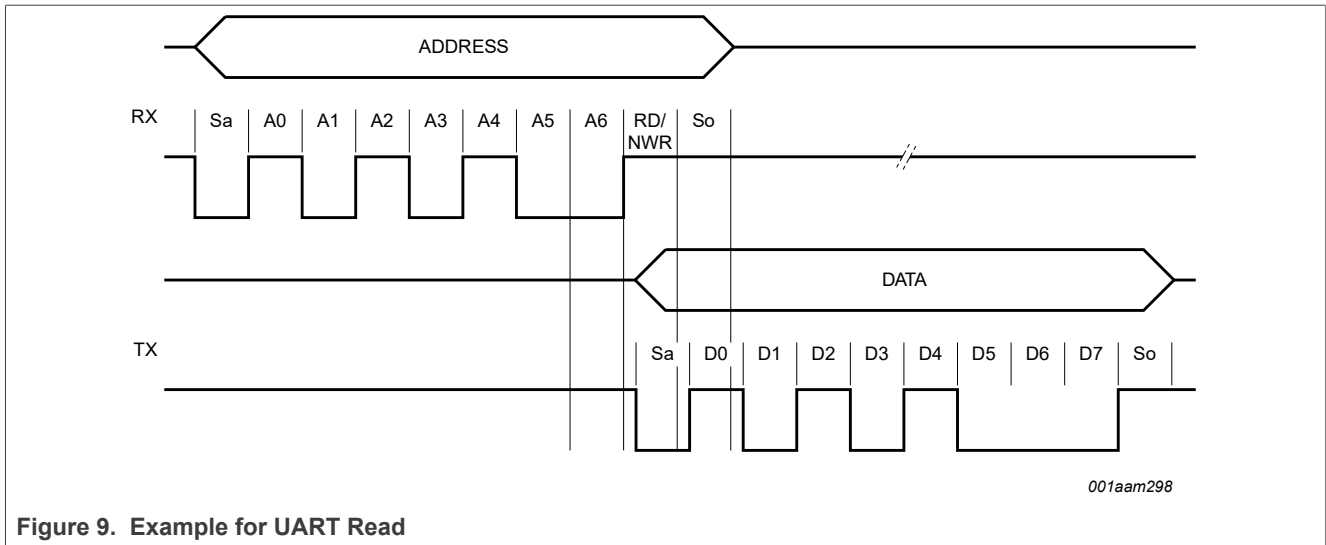 ADDRESS
RX Sa A0 A1 A2 A3 A4 A5 A6 RD/ So
NWR
DATA
TX Sa D0 D1 D2 D3 D4 D5 D6 D7 So
001aam298
Figure 9. Example for UART Read